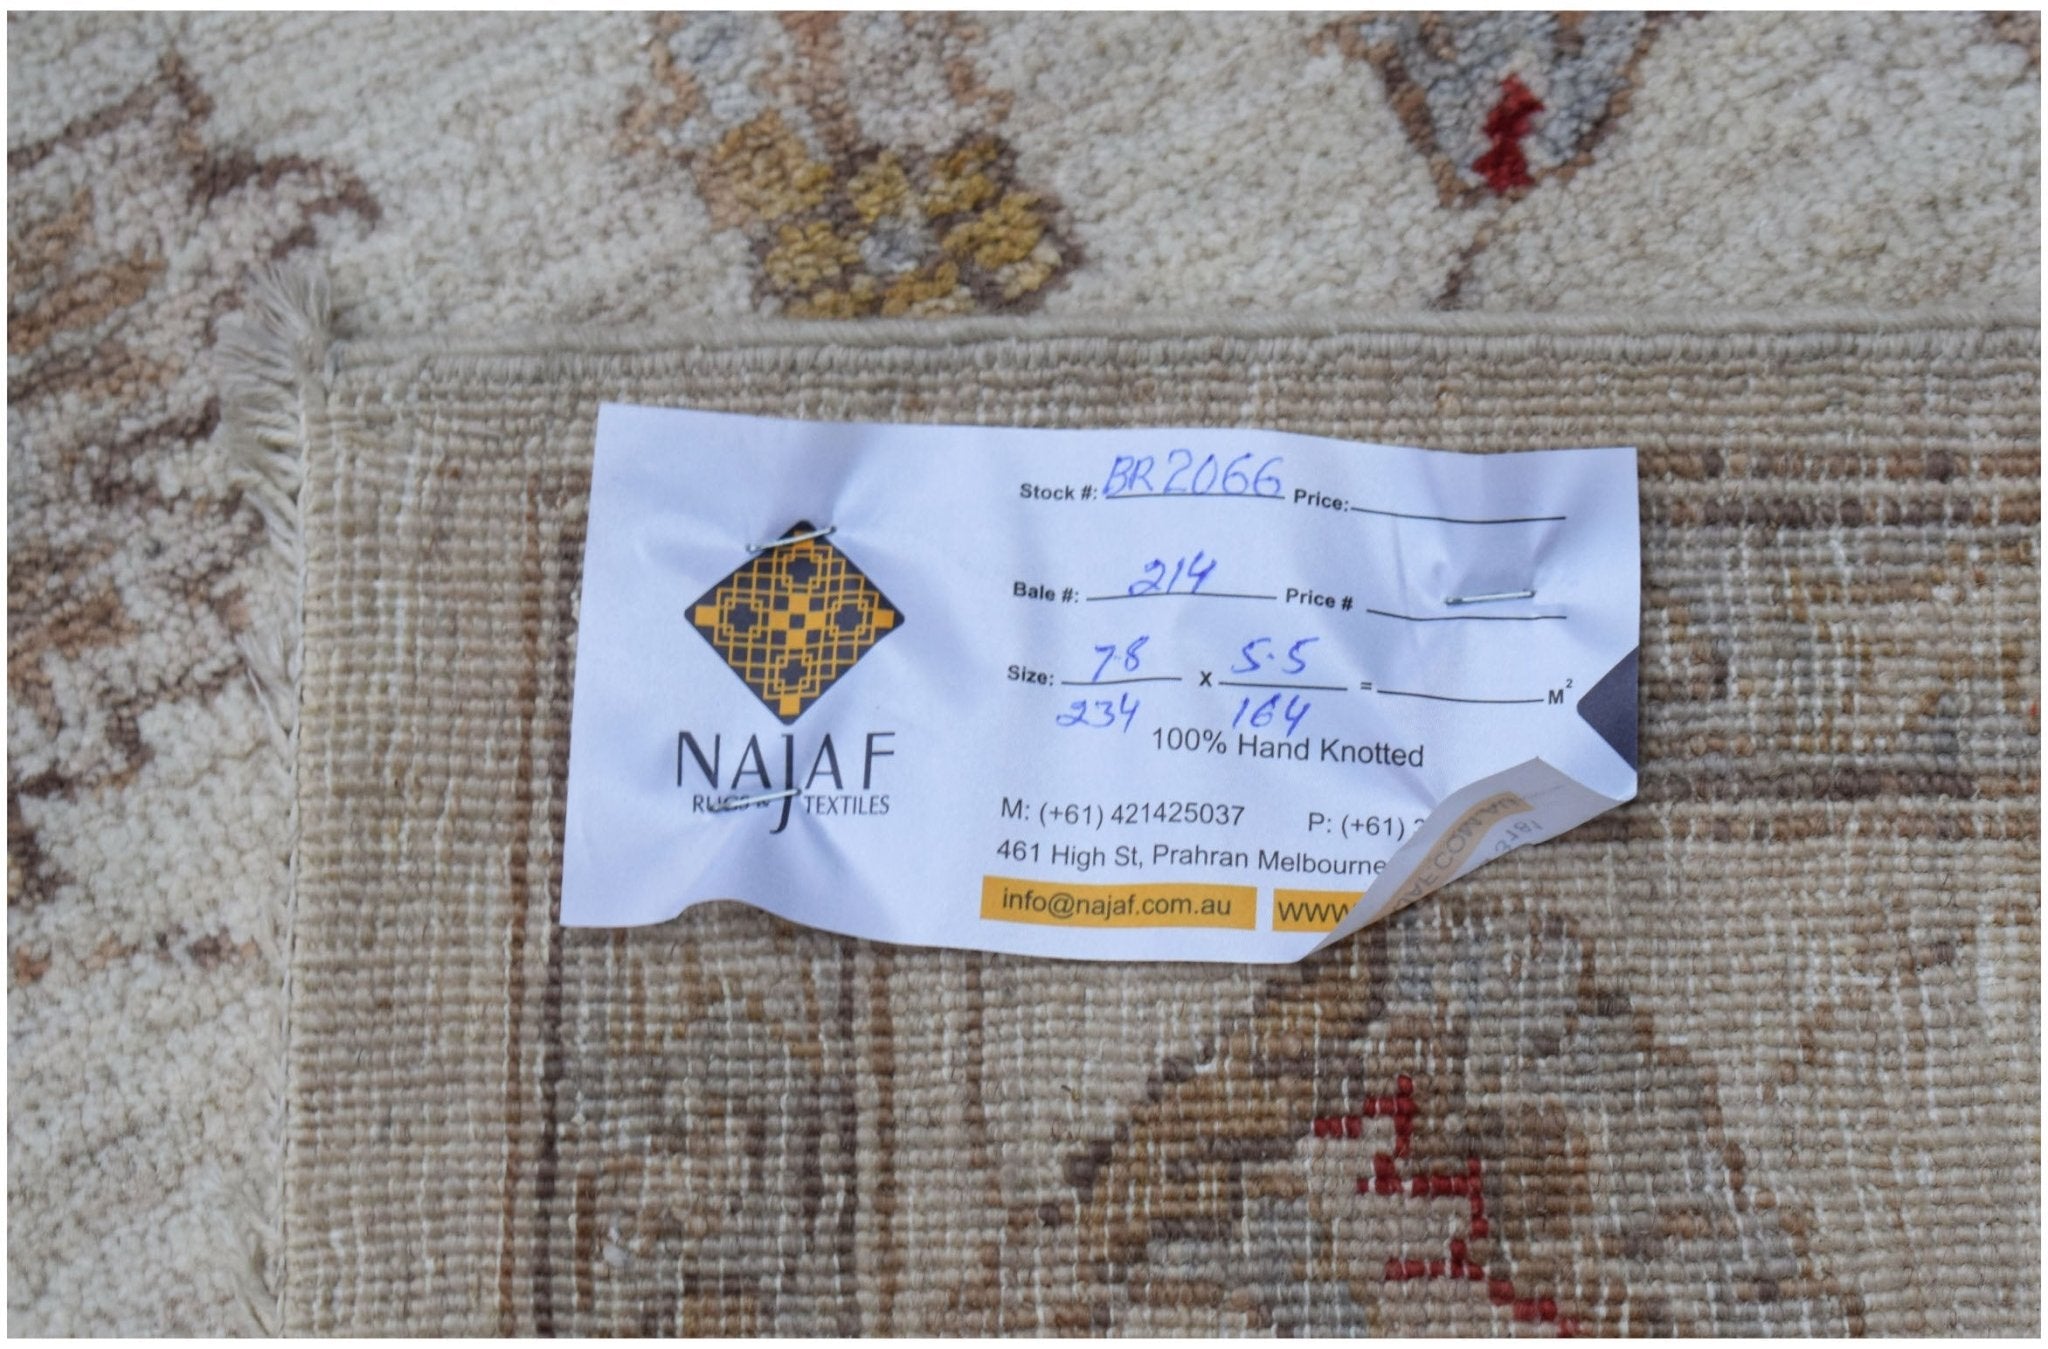 Stock #: BR2066 Price:
Bale #: 214 Price #
Size: 7.8 x 5.5 = M²
234 164
100% Hand Knotted
NAJAF
RUGS & TEXTILES
M: (+61) 421425037 P: (+61)
461 High St, Prahran Melbourne
info@najaf.com.au www